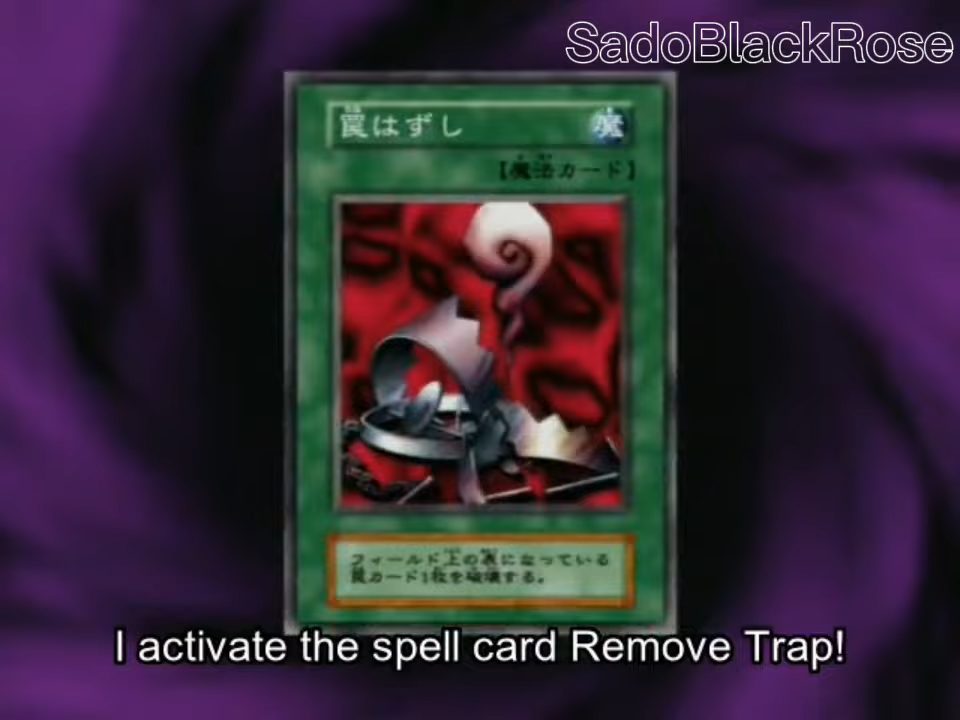 SadoBlackRose
罠はずし 魔
【魔法カード】
フィールド上の表になっている
罠カード1枚を破壊する。
I activate the spell card Remove Trap!